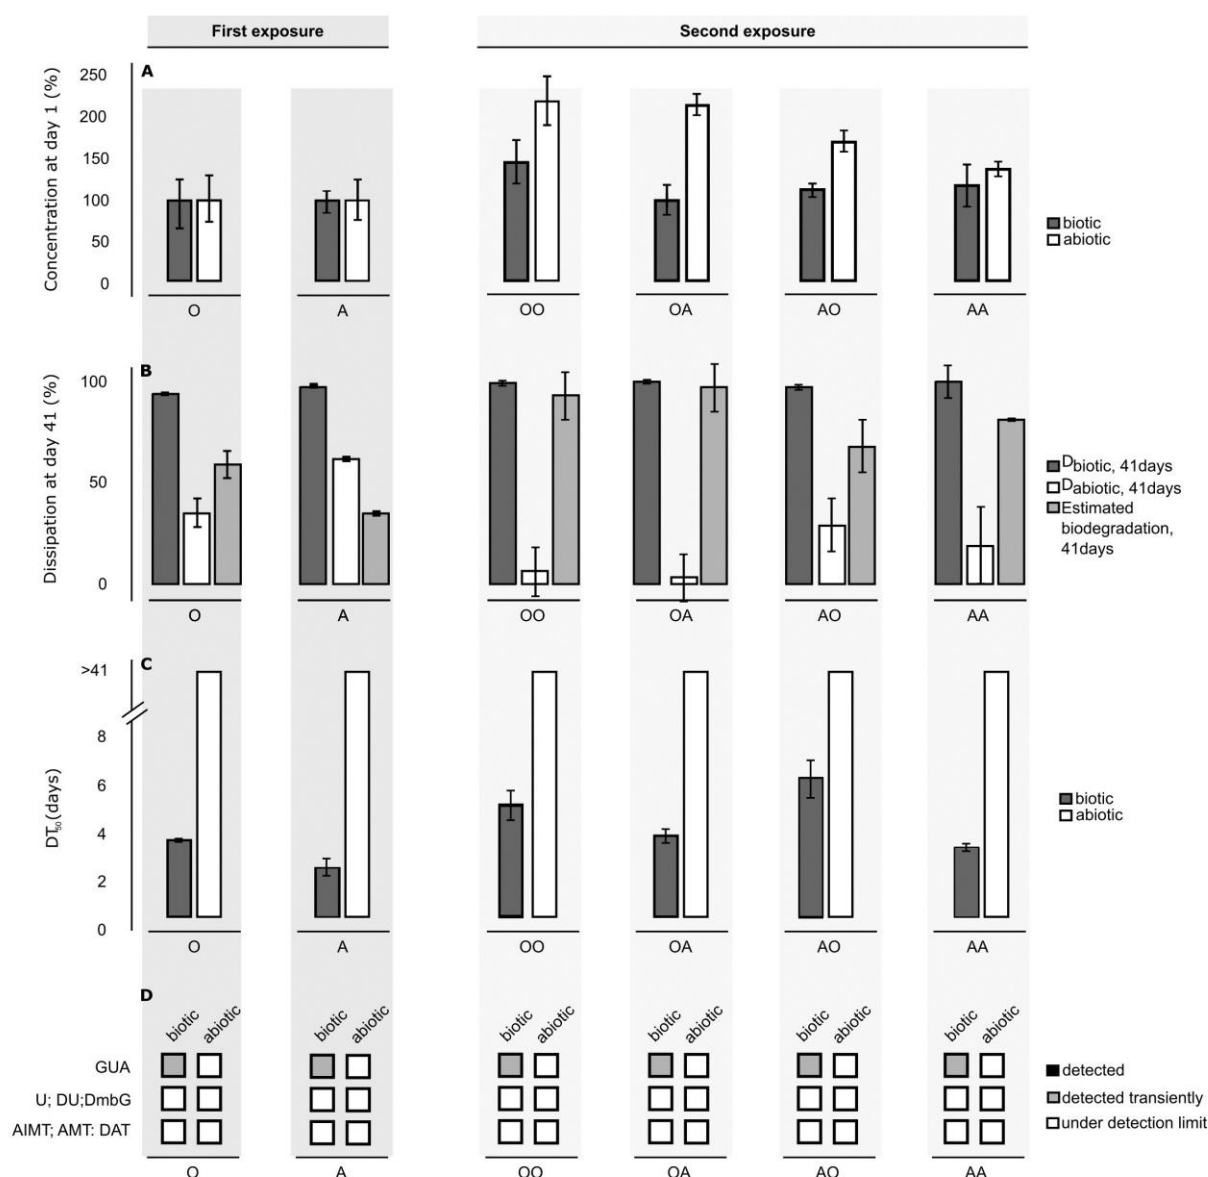 First exposure
Second exposure
A
Concentration at day 1 (%)
250
200
150
100
50
0
O
A
OO
OA
AO
AA
biotic
abiotic
B
Dissipation at day 41 (%)
100
50
0
O
A
OO
OA
AO
AA
Dbiotic, 41days
Dabiotic, 41days
Estimated
biodegradation,
41days
C
DT50(days)
>41
8
6
4
2
0
O
A
OO
OA
AO
AA
biotic
abiotic
D
biotic abiotic biotic abiotic biotic abiotic biotic abiotic biotic abiotic biotic abiotic
GUA
U; DU;DmbG
AIMT; AMT: DAT
detected
detected transiently
under detection limit
O
A
OO
OA
AO
AA